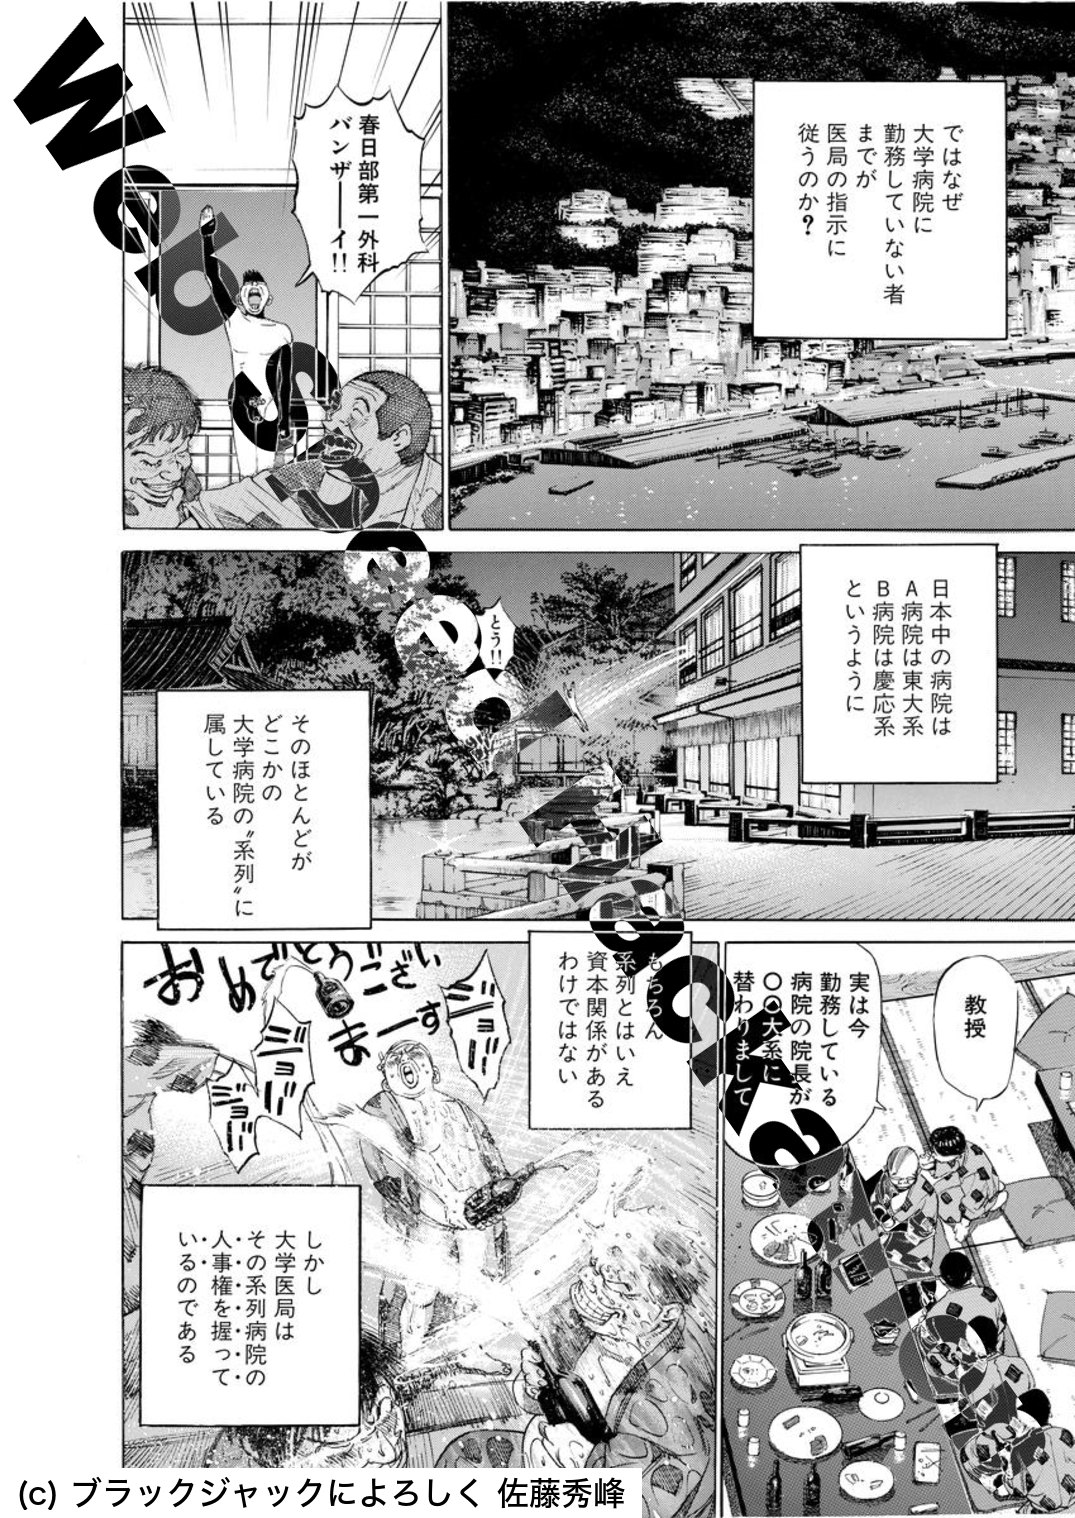 ではなぜ
大学病院に
勤務していない者
までが
医局の指示に
従うのか?
春日部第一外科
バンザーーイ!!
日本中の病院は
A病院は東大系
B病院は慶応系
というように
とう!!
そのほとんどが
どこかの
大学病院の〝系列〟に
属している
教授
実は今
勤務している
病院の院長が
〇〇大系に
替わりまして
もちろん
系列とはいえ
資本関係がある
わけではない
おめでとうござい
まーーす
ジョボ
ジョボ
ジョボ
しかし
大学医局は
その系列病院の
人事権を握って
いるのである
(c) ブラックジャックによろしく 佐藤秀峰